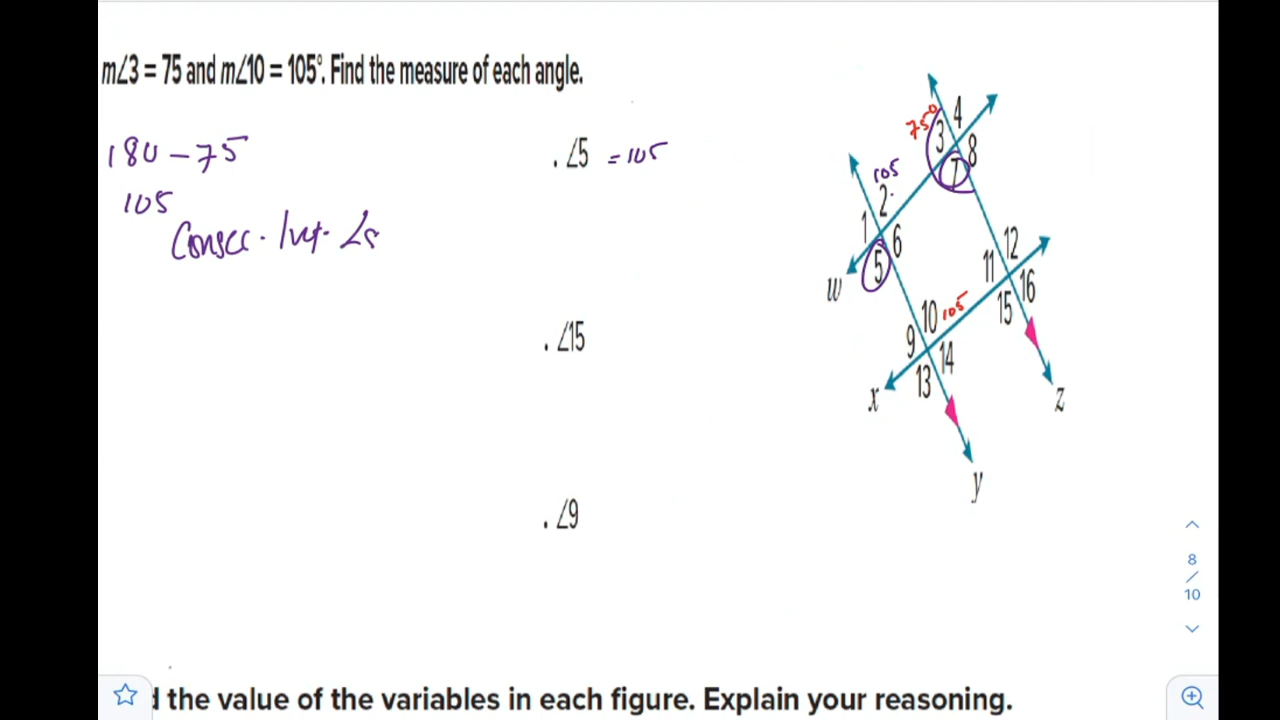 m∠3 = 75 and m∠10 = 105°. Find the measure of each angle.
180 - 75
105
Consec. Int. ∠s
. ∠5 = 105
. ∠15
. ∠9
75°
4
3
8
7
105
2
1
6
5
w
12
11
16
15
10
105
9
14
13
x
z
y
8
/
10
d the value of the variables in each figure. Explain your reasoning.